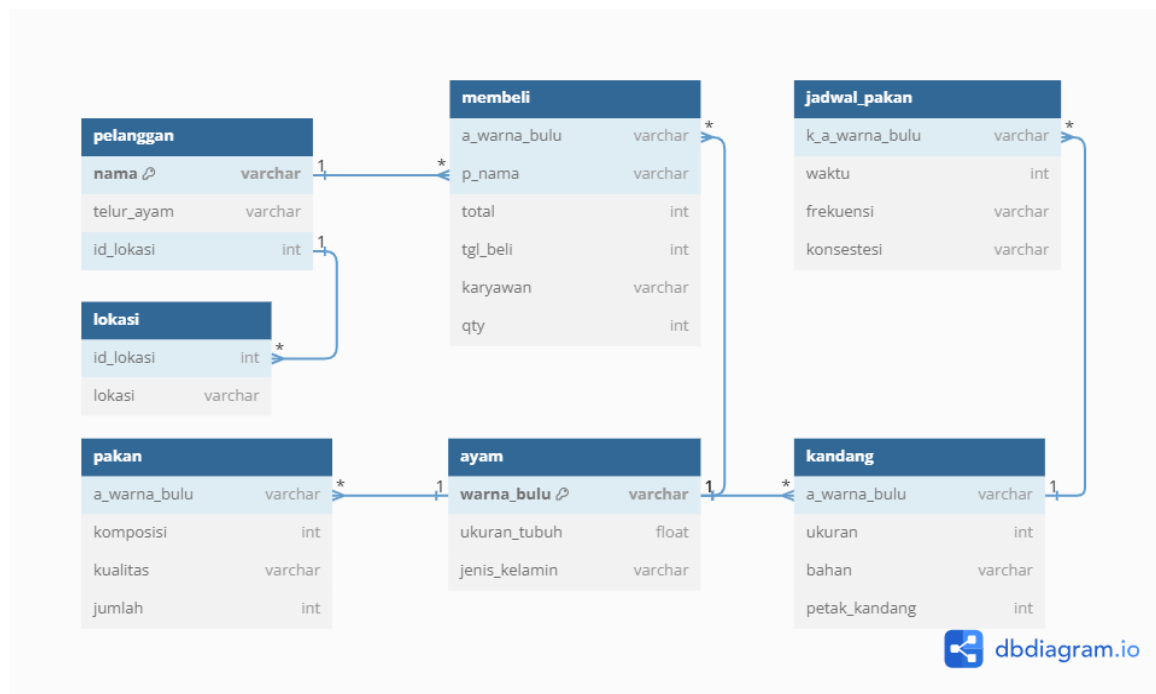 pelanggan
nama varchar
telur_ayam varchar
id_lokasi int
1
*
1
membeli
a_warna_bulu varchar
*
p_nama varchar
total int
tgl_beli int
karyawan varchar
qty int
jadwal_pakan
k_a_warna_bulu varchar
*
waktu int
frekuensi varchar
konsestesi varchar
lokasi
id_lokasi int
*
lokasi varchar
pakan
a_warna_bulu varchar
*
komposisi int
kualitas varchar
jumlah int
ayam
1
warna_bulu varchar
1
ukuran_tubuh float
jenis_kelamin varchar
kandang
*
a_warna_bulu varchar
1
ukuran int
bahan varchar
petak_kandang int
dbdiagram.io